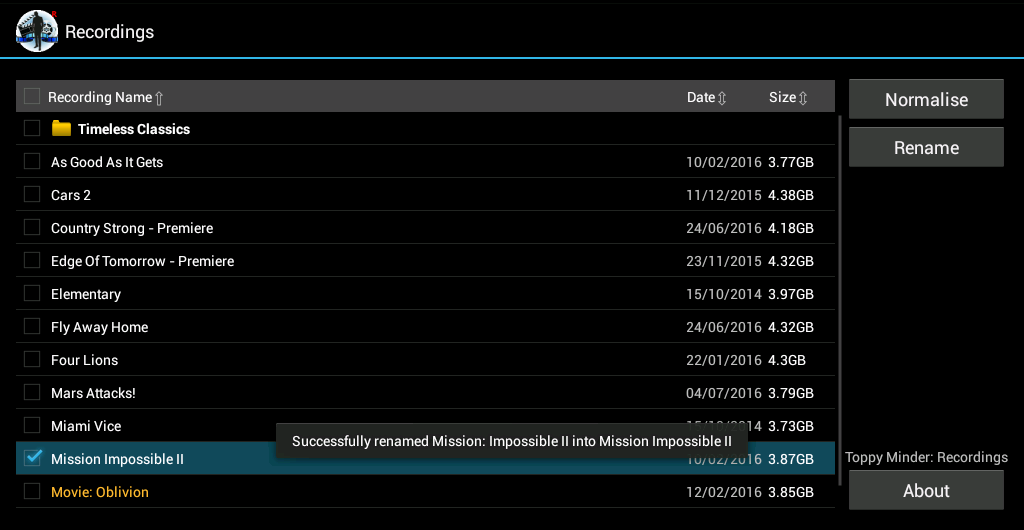 Recordings
Recording Name⇧ Date⇳ Size⇳
Normalise
Timeless Classics
Rename
As Good As It Gets 10/02/2016 3.77GB
Cars 2 11/12/2015 4.38GB
Country Strong - Premiere 24/06/2016 4.18GB
Edge Of Tomorrow - Premiere 23/11/2015 4.32GB
Elementary 15/10/2014 3.97GB
Fly Away Home 24/06/2016 4.32GB
Four Lions 22/01/2016 4.3GB
Mars Attacks! 04/07/2016 3.79GB
Miami Vice 3.73GB
Successfully renamed Mission: Impossible II into Mission Impossible II
Mission Impossible II 10/02/2016 3.87GB
Toppy Minder: Recordings
Movie: Oblivion 12/02/2016 3.85GB
About